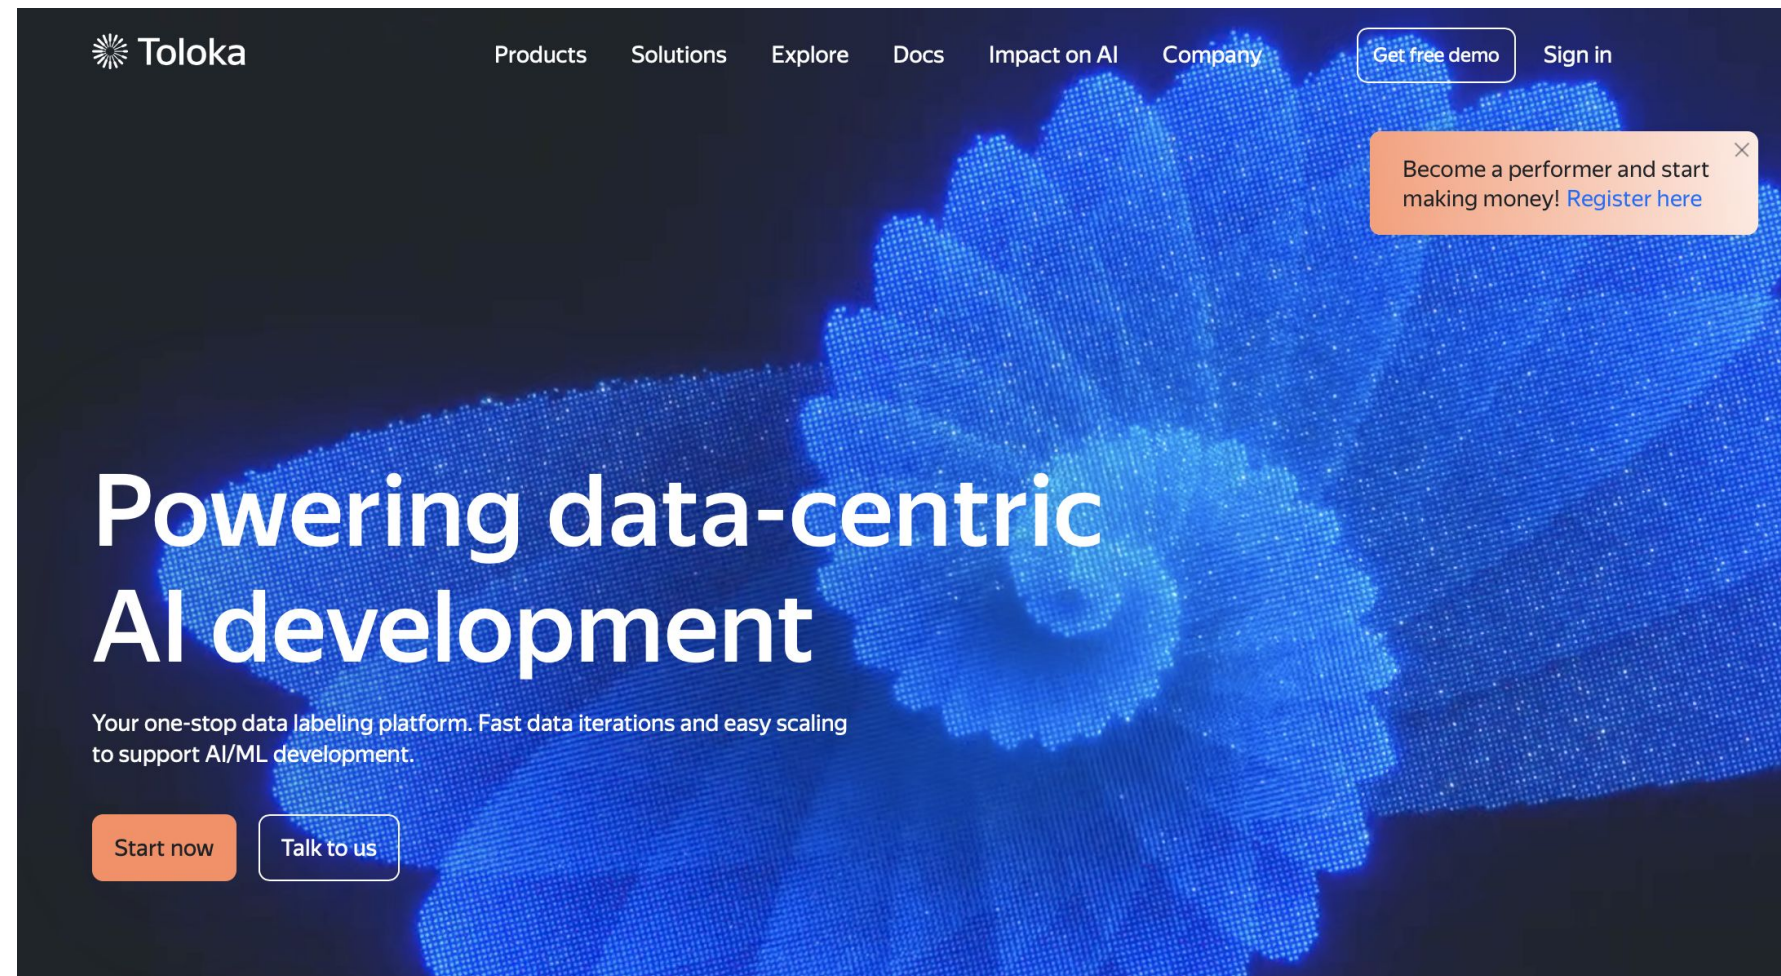 Toloka
Products
Solutions
Explore
Docs
Impact on AI
Company
Get free demo
Sign in
Become a performer and start
making money! Register here
Powering data-centric
AI development
Your one-stop data labeling platform. Fast data iterations and easy scaling
to support AI/ML development.
Start now
Talk to us